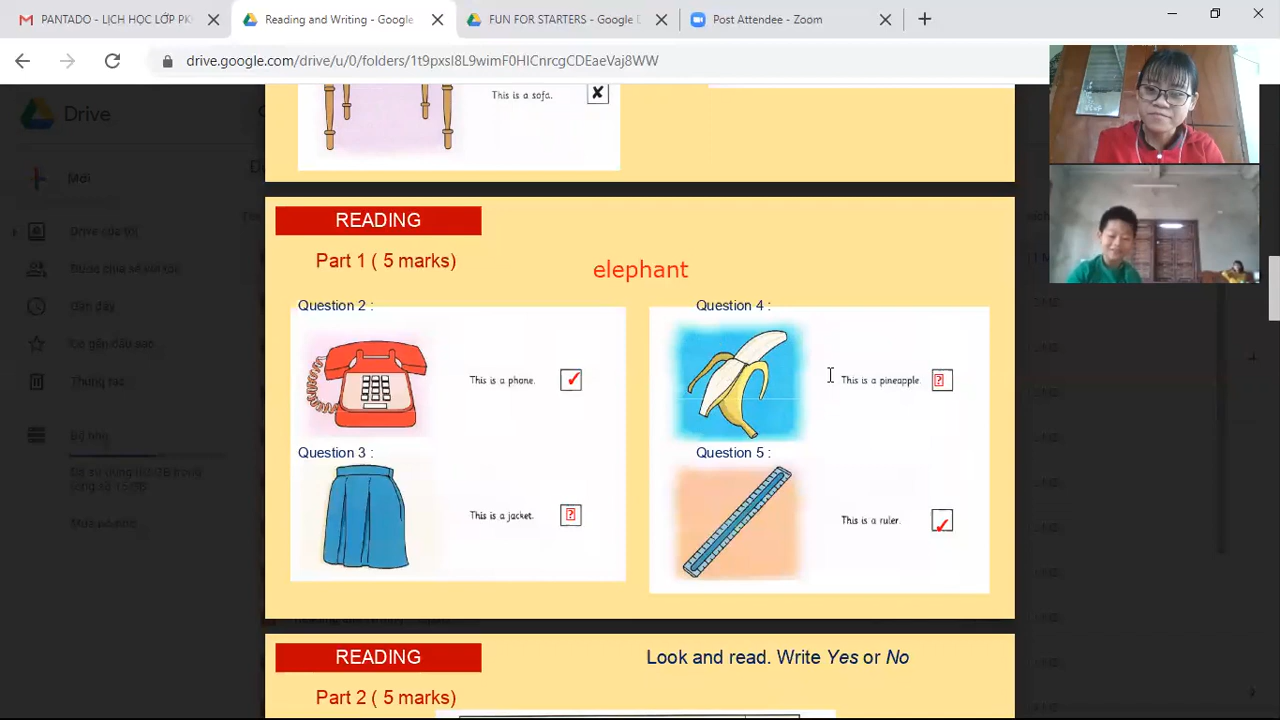 PANTADO - LỊCH HỌC LỚP PK
Reading and Writing - Google
FUN FOR STARTERS - Google D
Post Attendee - Zoom
drive.google.com/drive/u/0/folders/1t9pxsI8L9wimF0HICnrcgCDEaeVaj8WW
Drive
Mới
This is a sofa.
READING
Part 1 ( 5 marks)
elephant
Question 2 :
This is a phone.
Question 3 :
This is a jacket.
Question 4 :
This is a pineapple.
Question 5 :
This is a ruler.
READING
Look and read. Write Yes or No
Part 2 ( 5 marks)